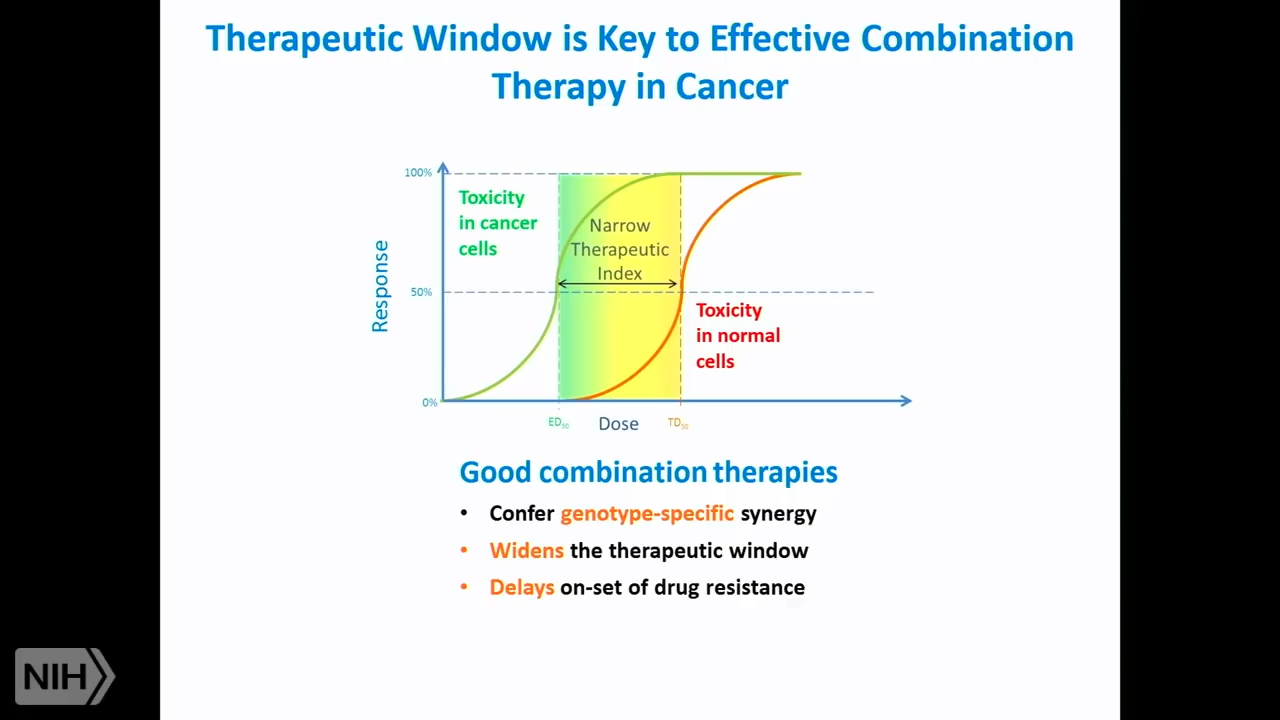 Therapeutic Window is Key to Effective Combination
Therapy in Cancer
100%
Toxicity
in cancer
cells
Narrow
Therapeutic
Index
Response
50%
Toxicity
in normal
cells
0%
ED50
Dose
TD50
Good combination therapies
• Confer genotype-specific synergy
• Widens the therapeutic window
• Delays on-set of drug resistance
NIH